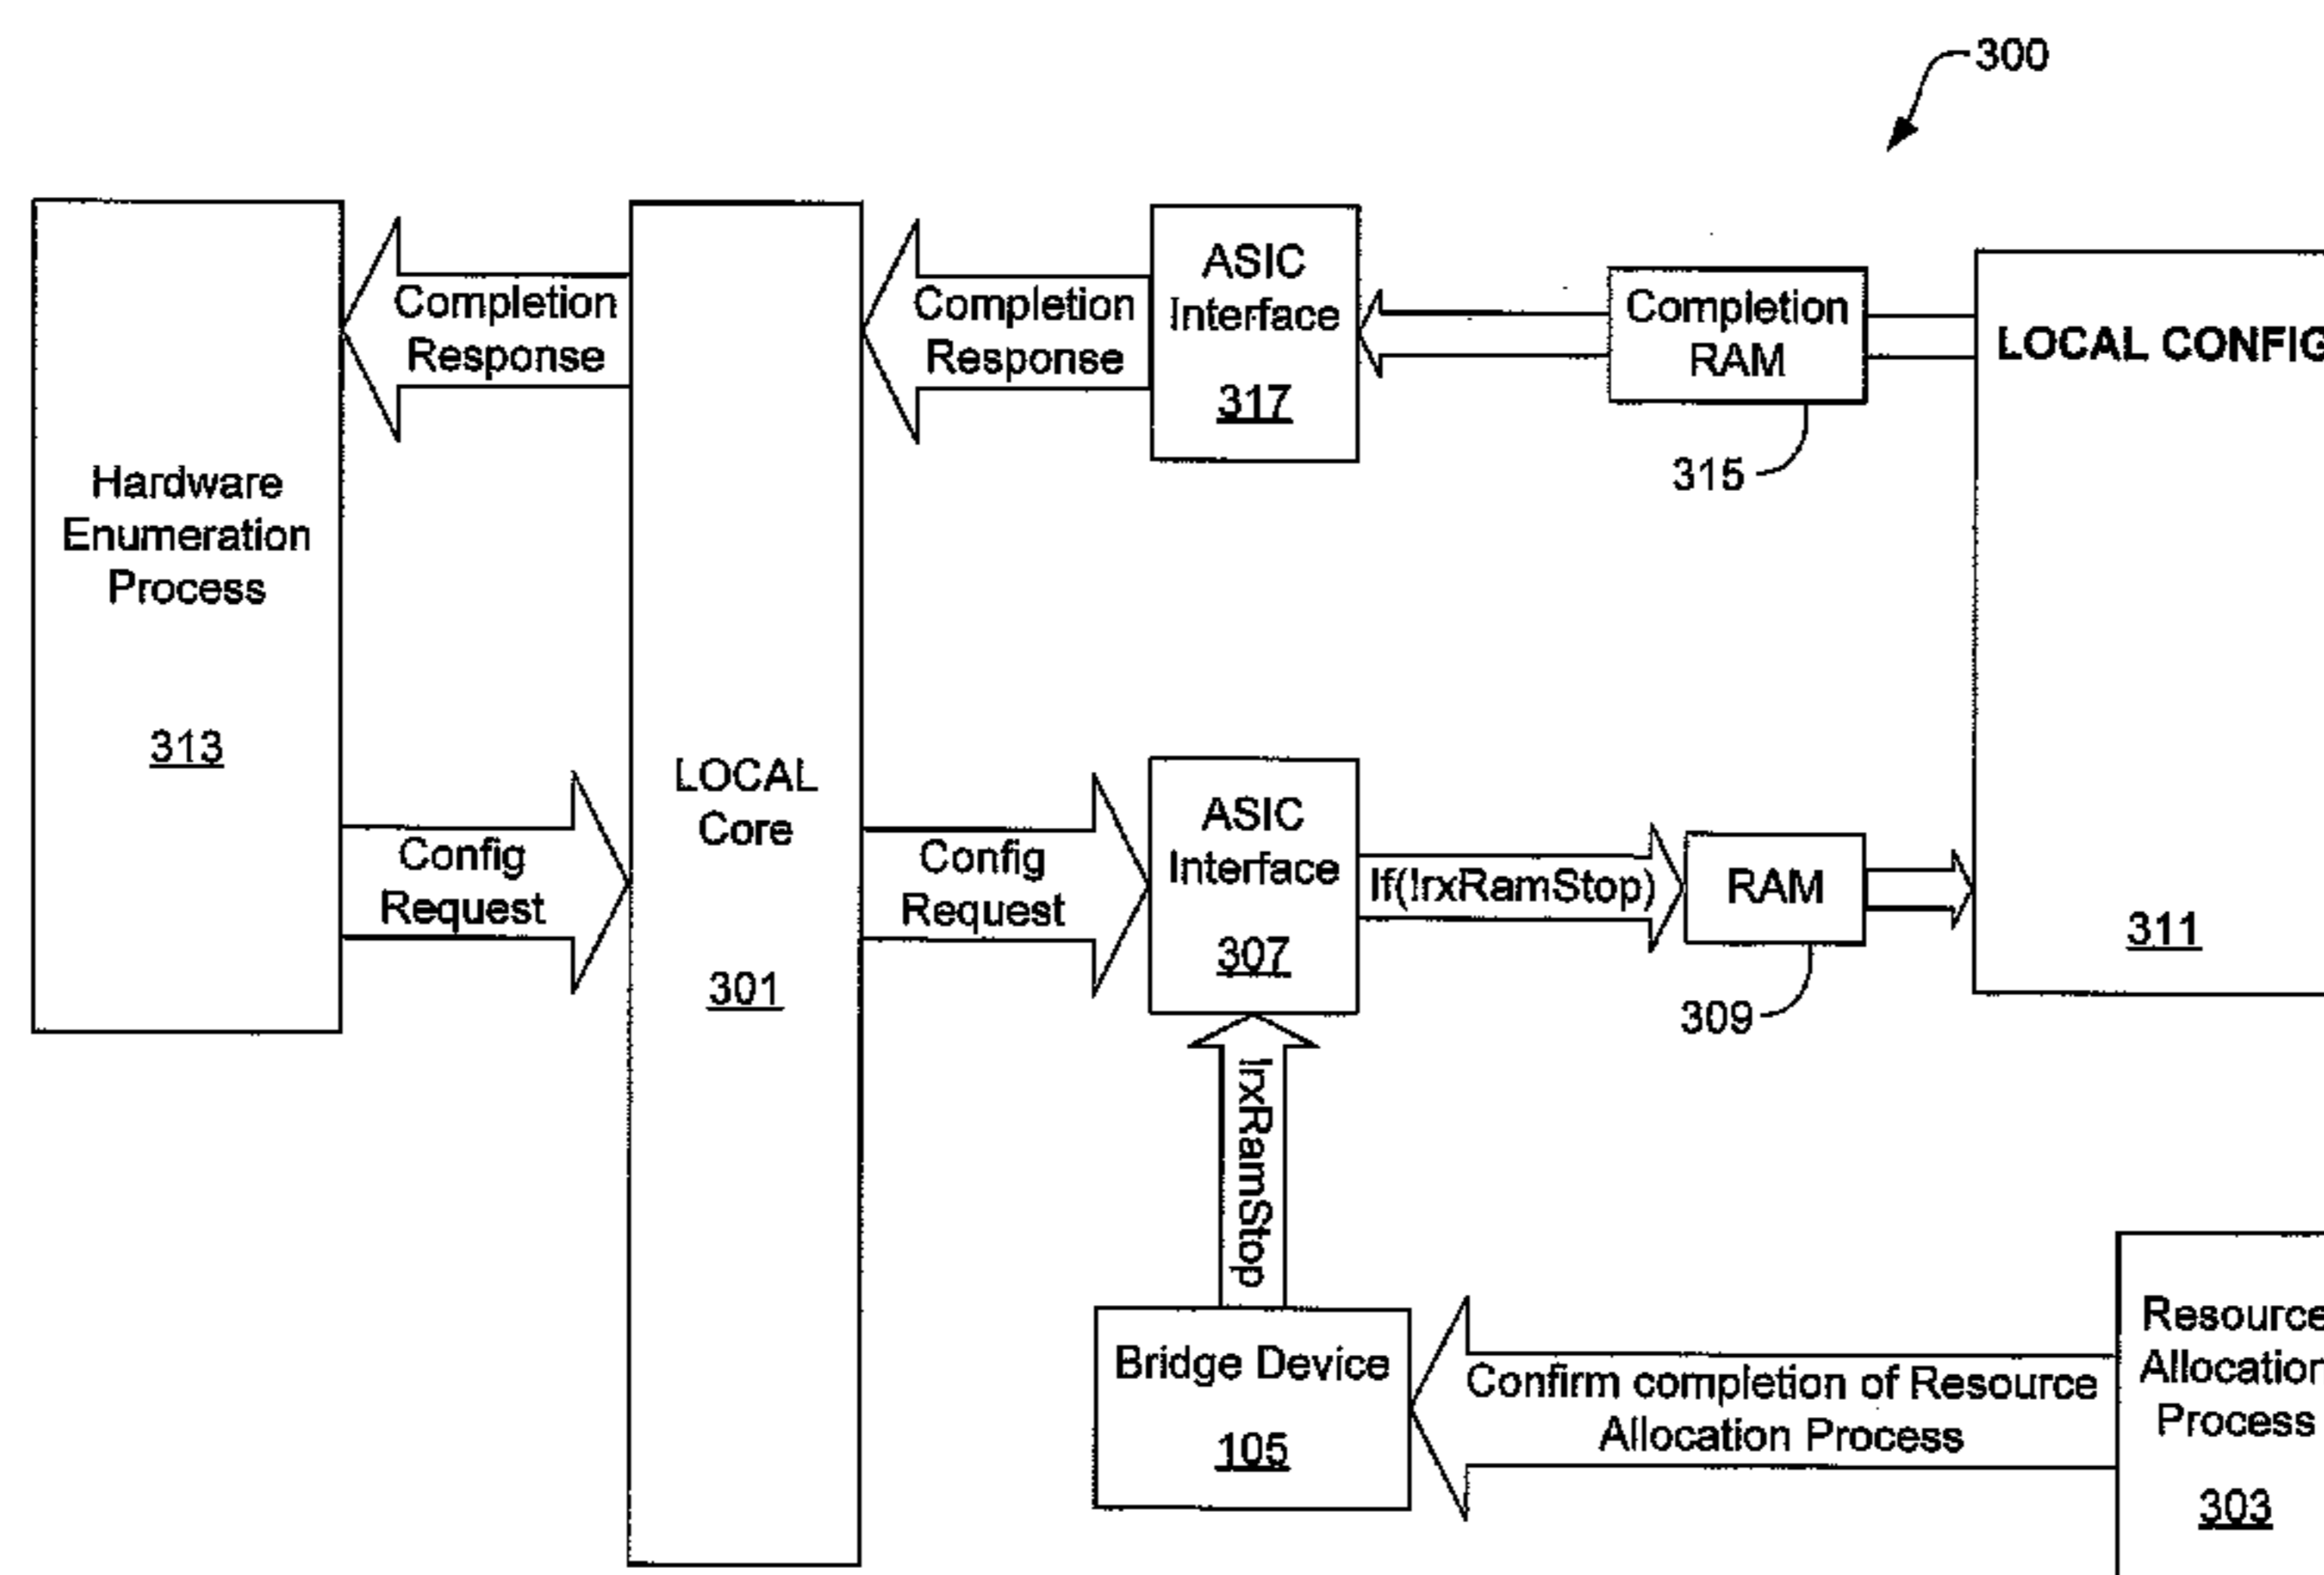 300
Completion
Response
Completion
Response
ASIC
Interface
317
Completion
RAM
315
LOCAL CONFIG
311
Hardware
Enumeration
Process
313
Config
Request
LOCAL
Core
301
Config
Request
ASIC
Interface
307
If(!rxRamStop)
RAM
309
IrxRamStop
Bridge Device
105
Confirm completion of Resource
Allocation Process
Resource
Allocation
Process
303